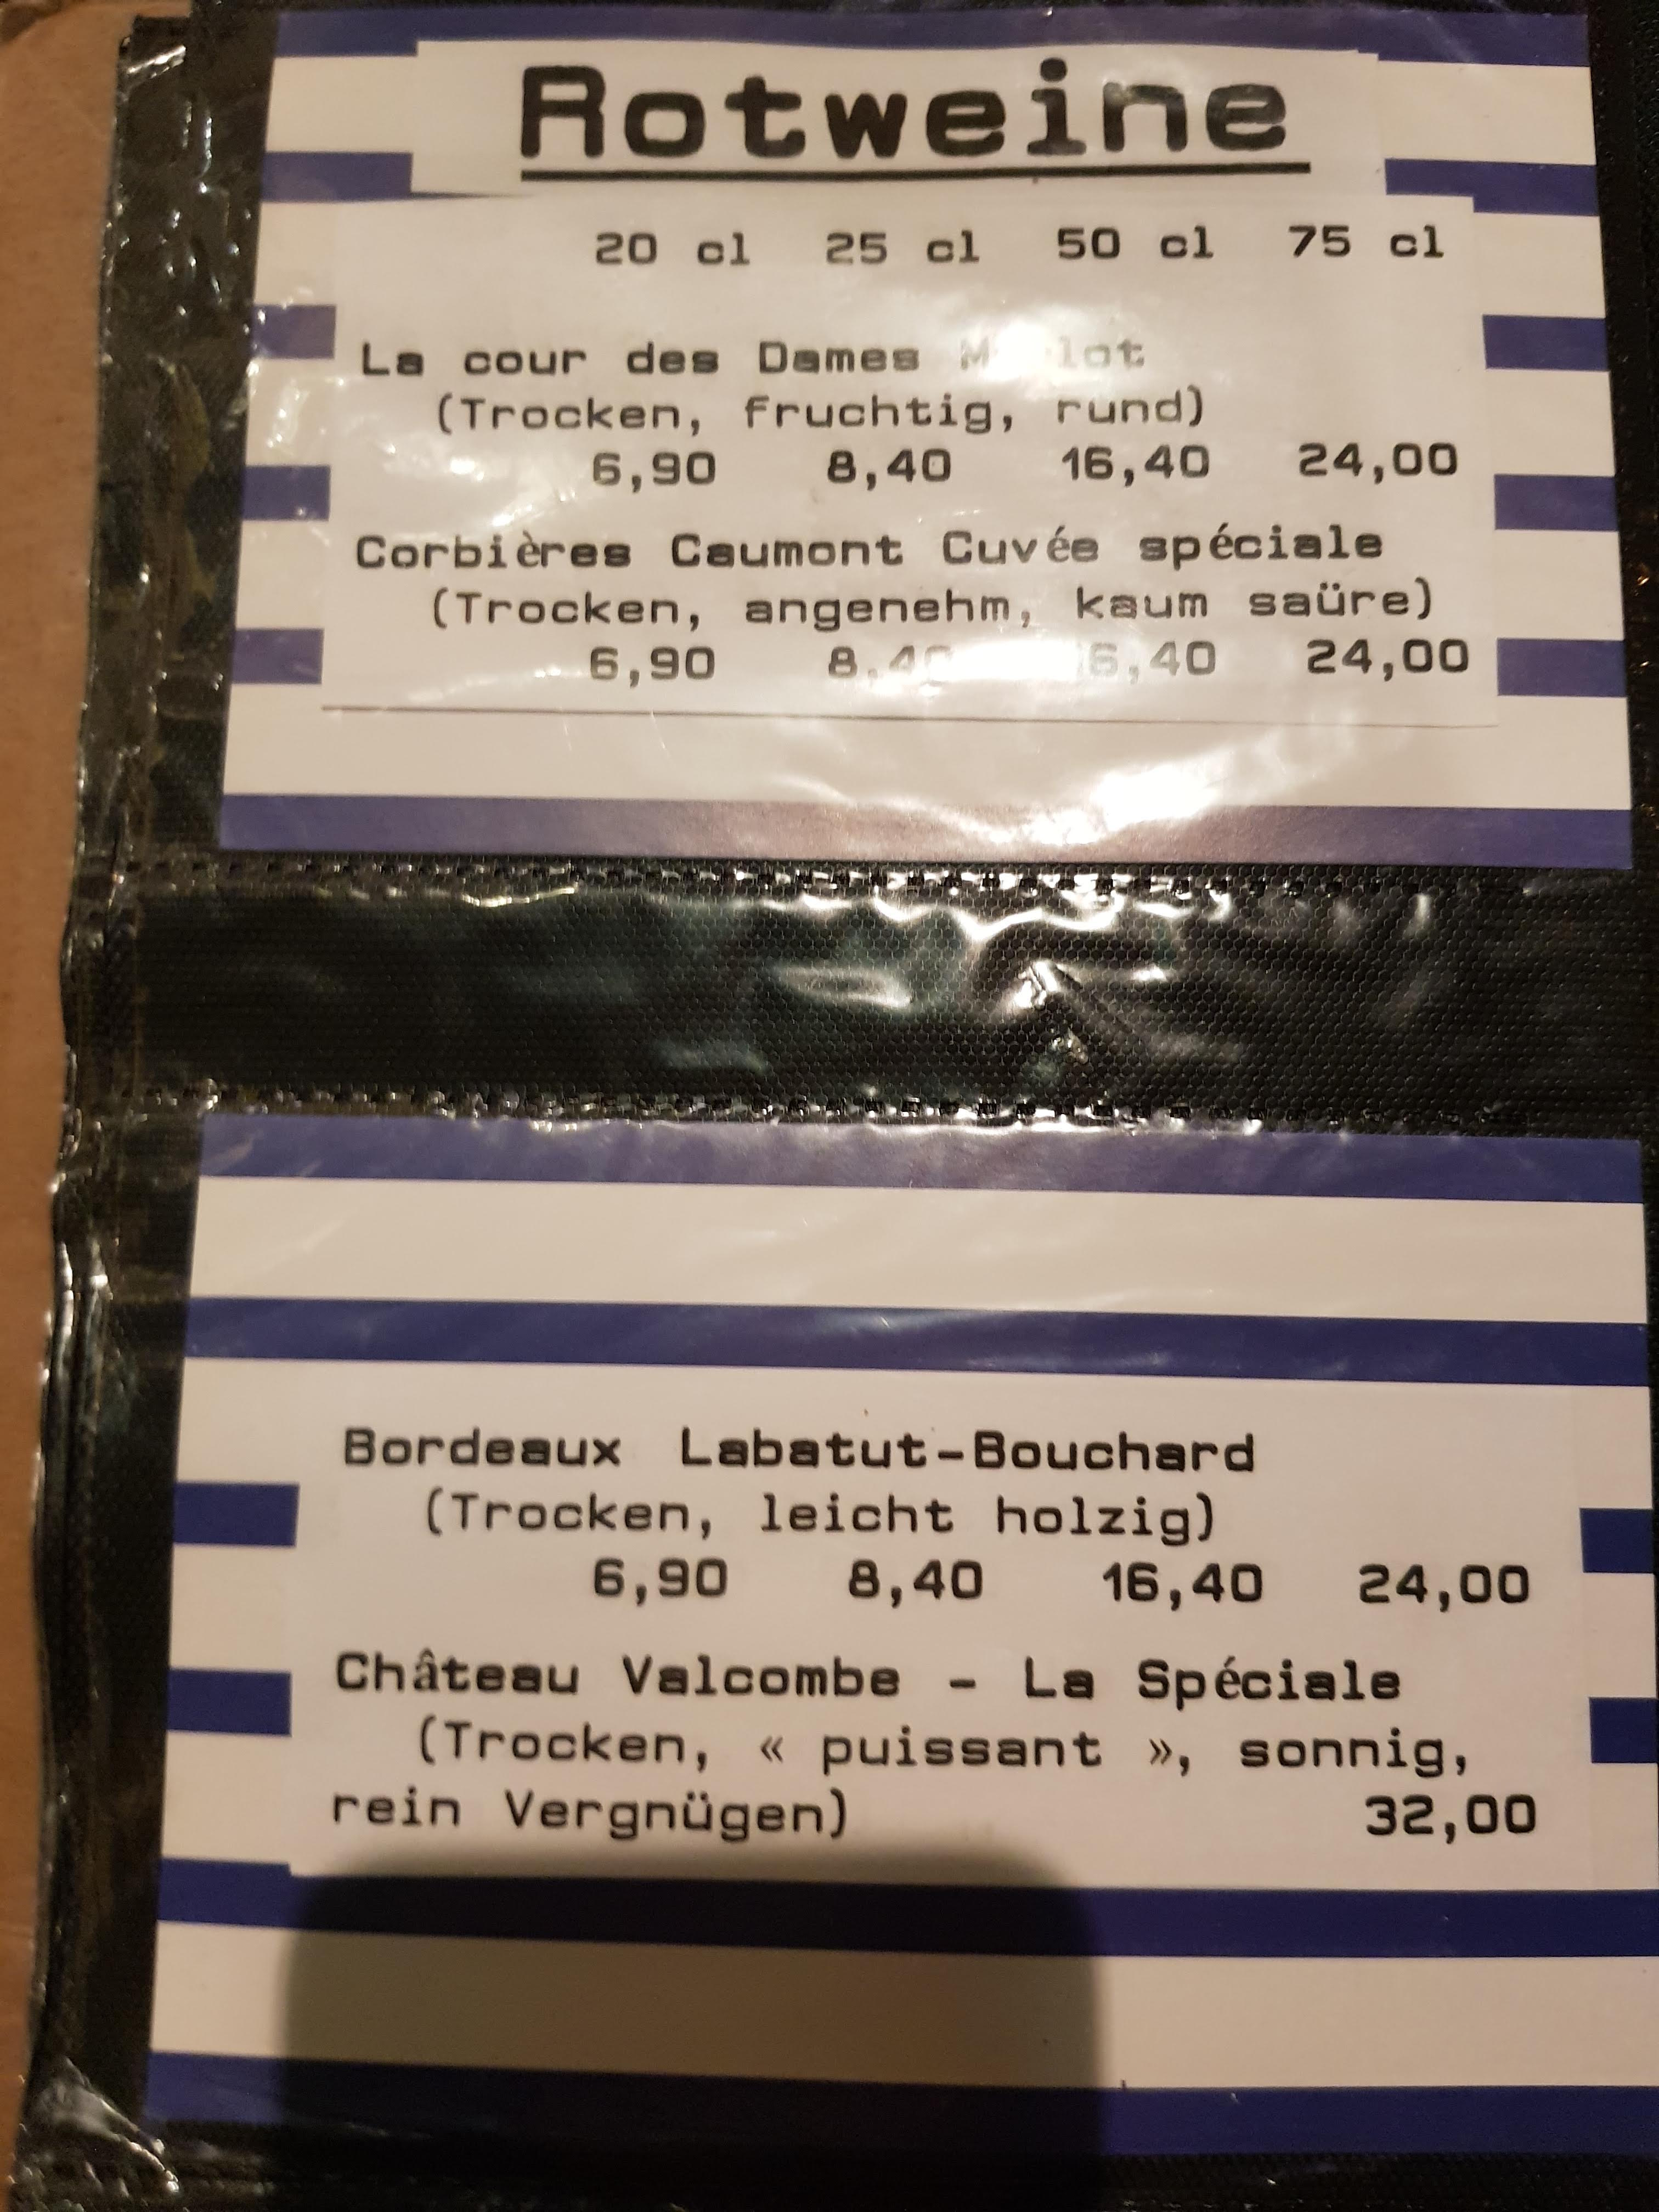 Rotweine
20 cl 25 cl 50 cl 75 cl
La cour des Dames
(Trocken, fruchtig, rund)
6,90 8,40 16,40 24,00
Corbières Caumont Cuvée spéciale
(Trocken, angenehm, kaum saüre)
6,90 8,40 24,00
Bordeaux Labatut-Bouchard
(Trocken, leicht holzig)
6,90 8,40 16,40 24,00
Château Valcombe - La Spéciale
(Trocken, « puissant », sonnig,
rein Vergnügen) 32,00